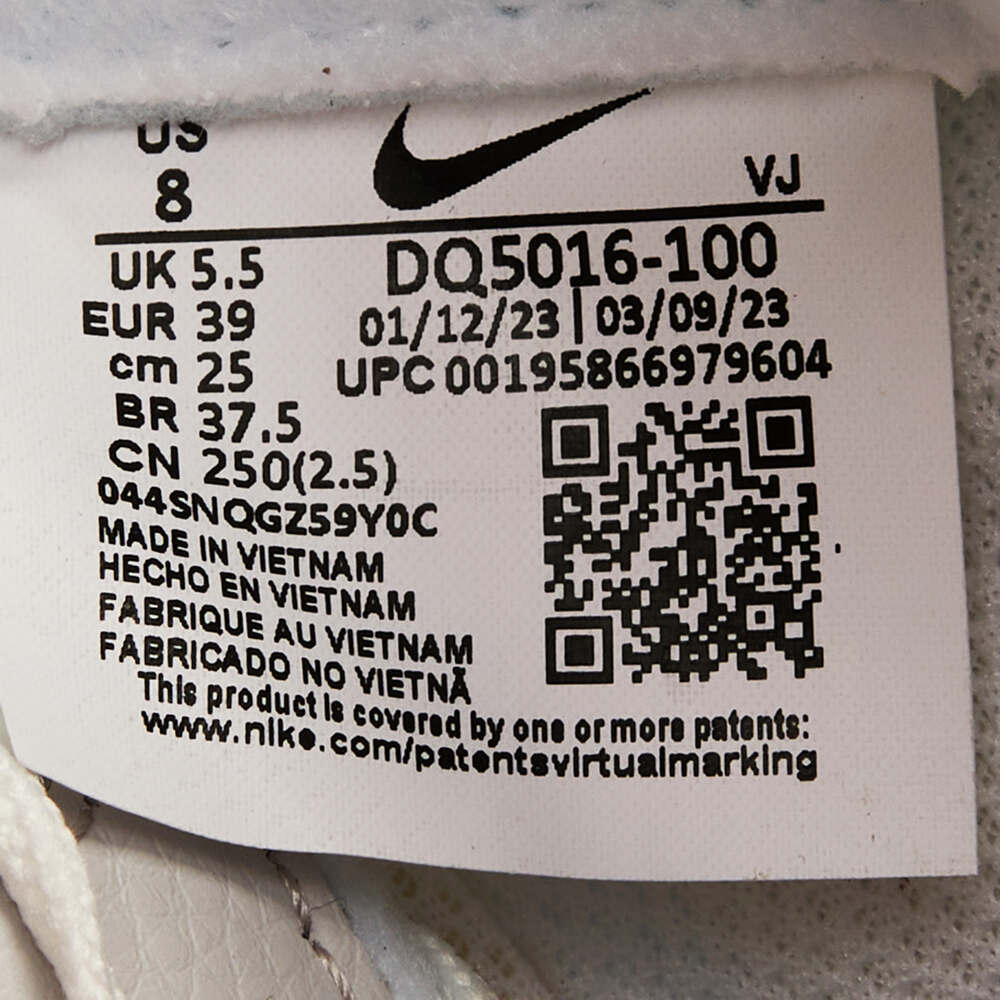 US
8
VJ
UK 5.5
DQ5016-100
EUR 39
01/12/23 | 03/09/23
cm 25
UPC 00195866979604
BR 37.5
CN 250(2.5)
044SNQGZ59Y0C
MADE IN VIETNAM
HECHO EN VIETNAM
FABRIQUE AU VIETNAM
FABRICADO NO VIETNÃ
This product is covered by one or more patents:
www.nike.com/patentsvirtualmarking